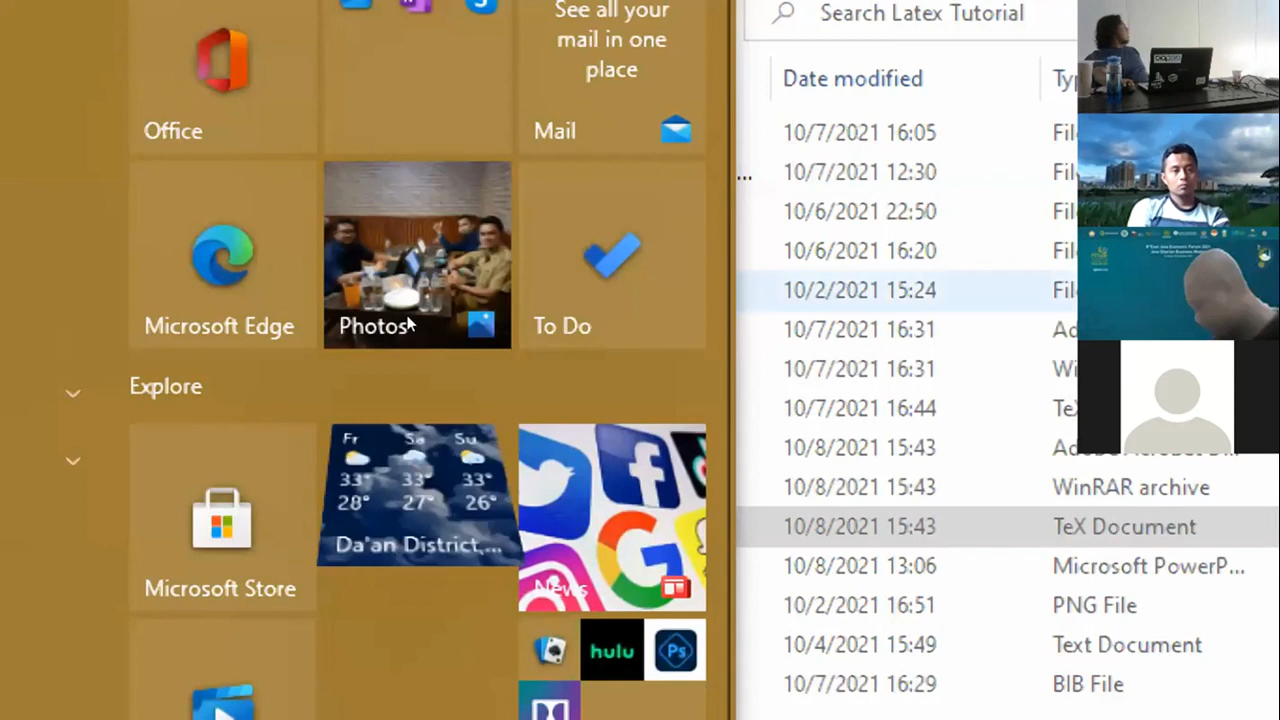 See all your
mail in one
place
Office
Mail
Microsoft Edge
Photos
To Do
Explore
Fr Sa Su
33° 33° 33°
28° 27° 26°
Da'an District,...
Microsoft Store
News
hulu
Ps
Search Latex Tutorial
Date modified
...
10/7/2021 16:05
10/7/2021 12:30
10/6/2021 22:50
10/6/2021 16:20
10/2/2021 15:24
10/7/2021 16:31
10/7/2021 16:31
10/7/2021 16:44
10/8/2021 15:43
10/8/2021 15:43 WinRAR archive
10/8/2021 15:43 TeX Document
10/8/2021 13:06 Microsoft PowerP...
10/2/2021 16:51 PNG File
10/4/2021 15:49 Text Document
10/7/2021 16:29 BIB File